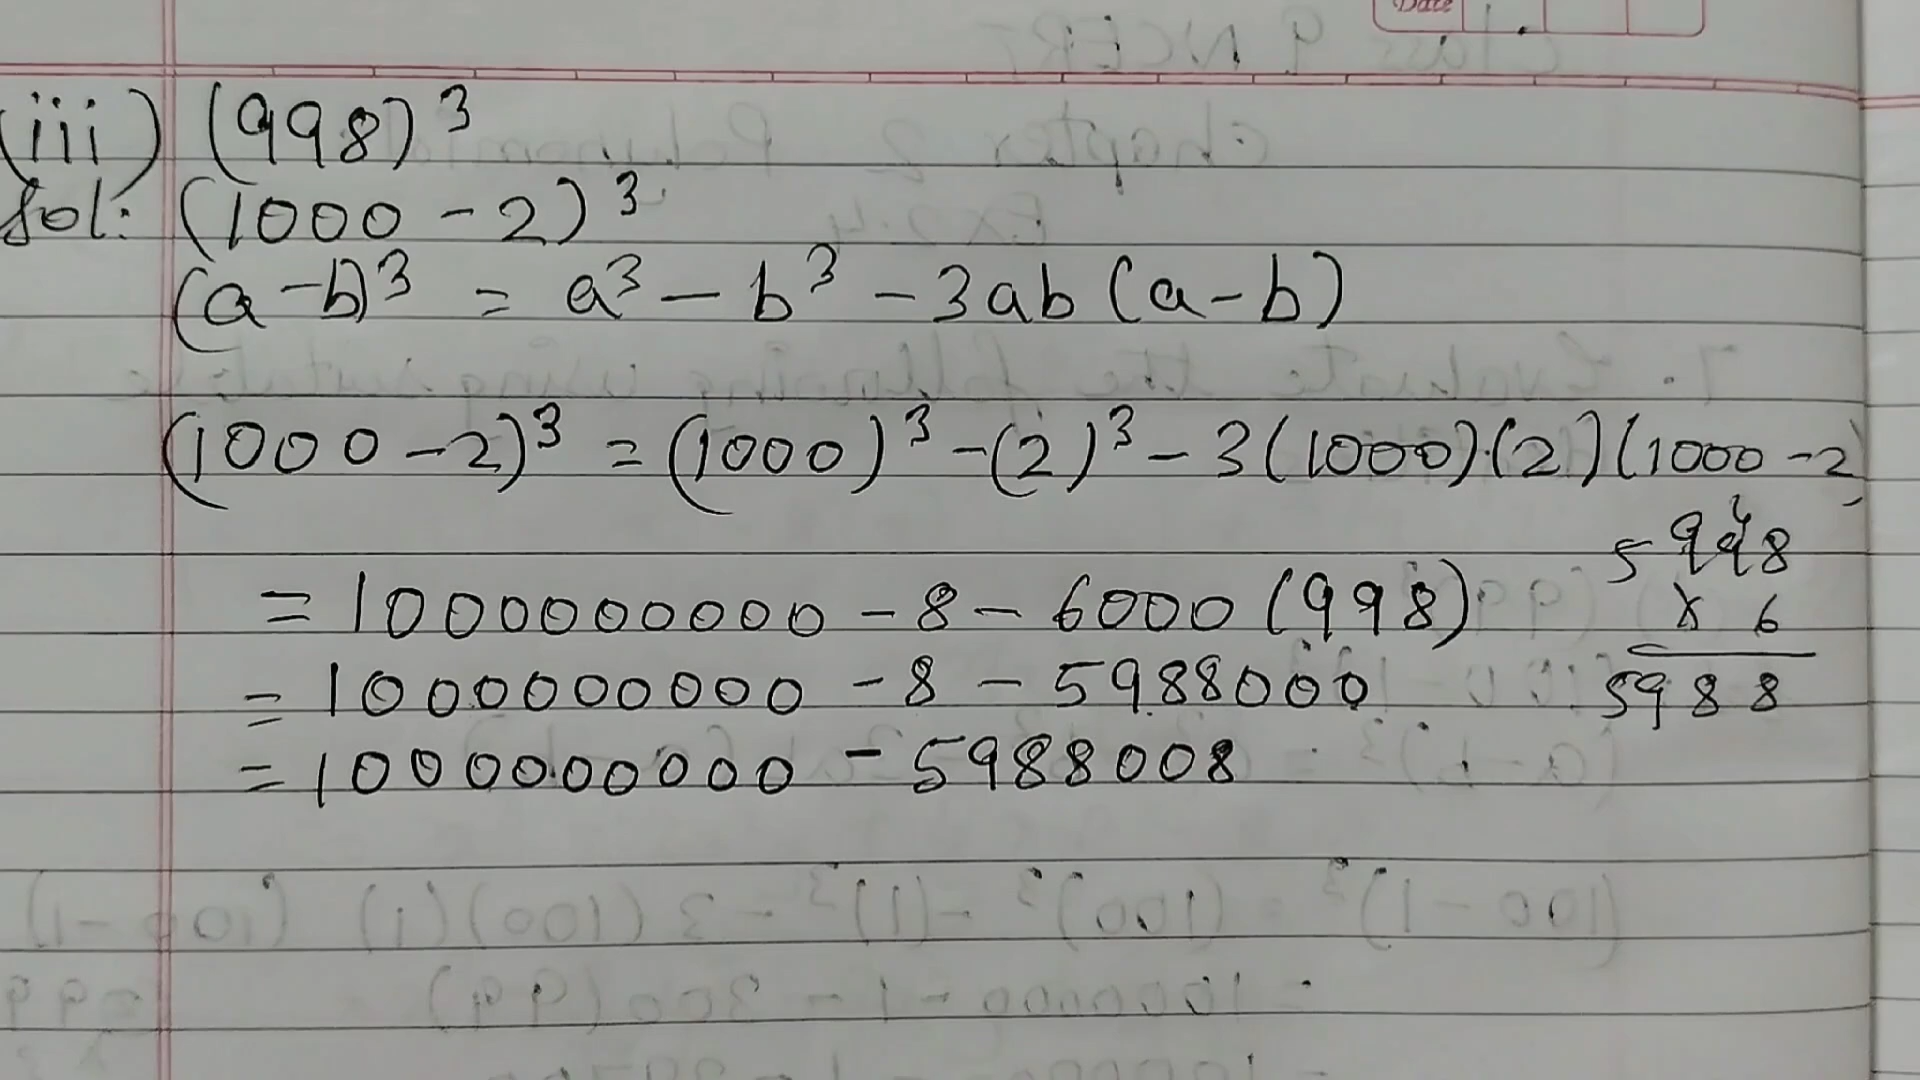 Date
(iii) (998)³
Sol: (1000 - 2)³
(a - b)³ = a³ - b³ - 3ab (a - b)
(1000 - 2)³ = (1000)³ - (2)³ - 3(1000)·(2)(1000 - 2)
= 1000000000 - 8 - 6000 (998)
= 1000000000 - 8 - 5988000
= 1000000000 - 5988008
998
× 6
5988